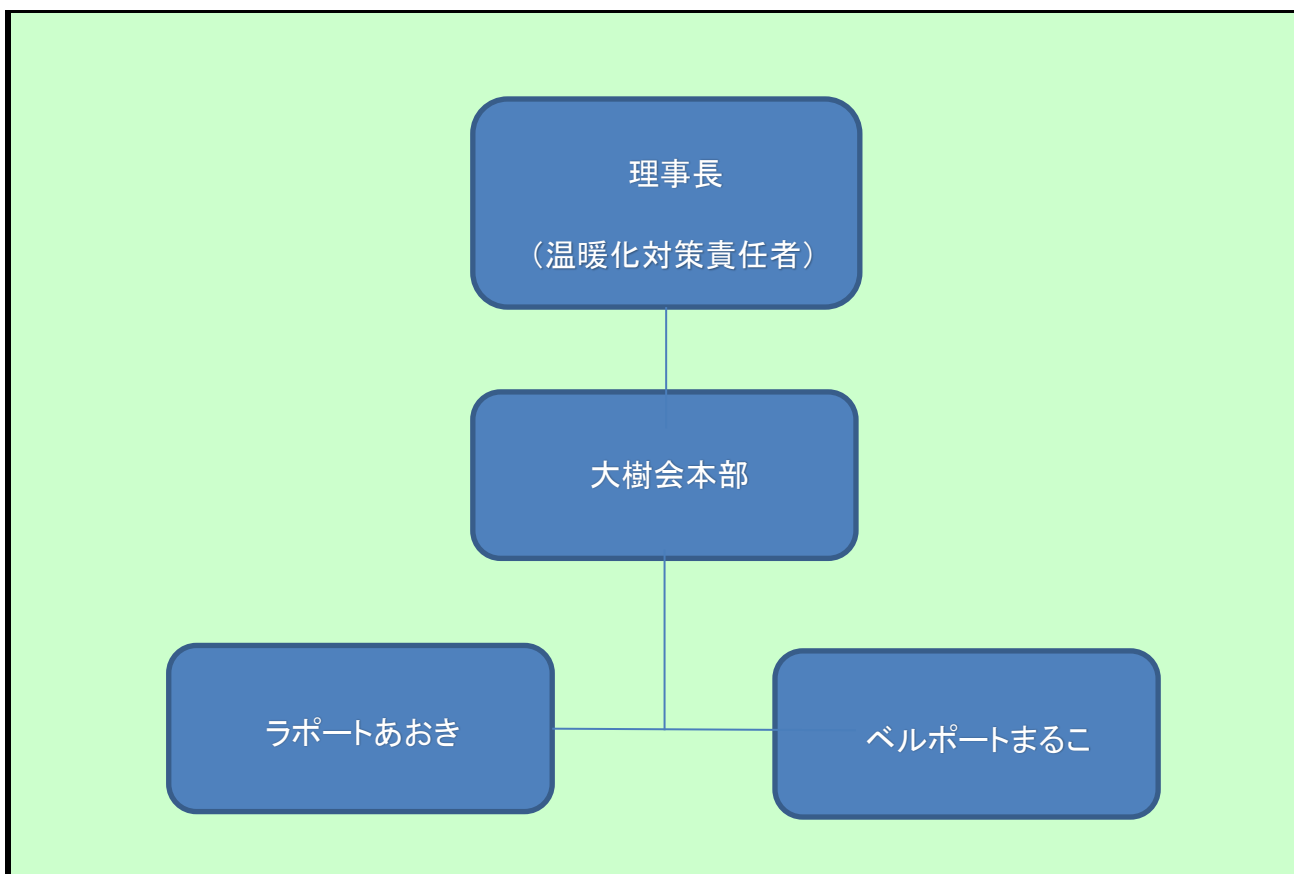 理事長
（温暖化対策責任者）
大樹会本部
ラポートあおき
ベルポートまるこ